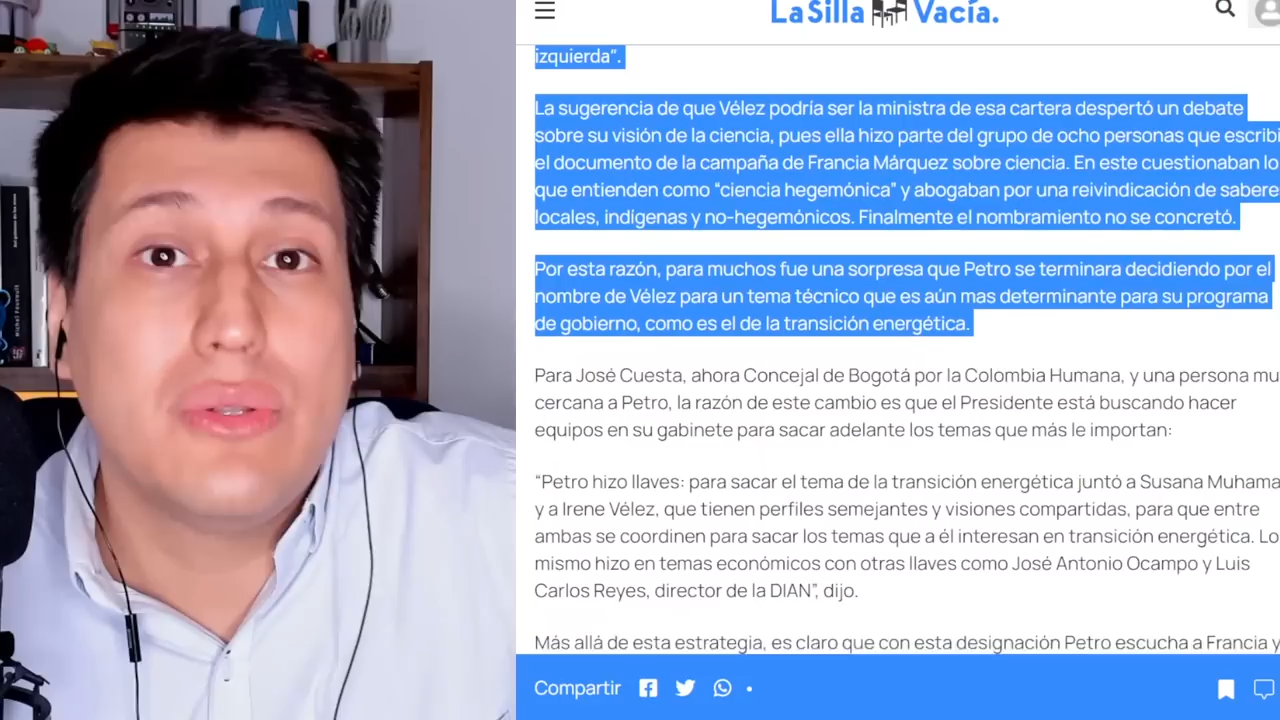 La Silla Vacía.
izquierda”.
La sugerencia de que Vélez podría ser la ministra de esa cartera despertó un debate
sobre su visión de la ciencia, pues ella hizo parte del grupo de ocho personas que escribi
el documento de la campaña de Francia Márquez sobre ciencia. En este cuestionaban lo
que entienden como “ciencia hegemónica” y abogaban por una reivindicación de sabere
locales, indígenas y no-hegemónicos. Finalmente el nombramiento no se concretó.
Por esta razón, para muchos fue una sorpresa que Petro se terminara decidiendo por el
nombre de Vélez para un tema técnico que es aún mas determinante para su programa
de gobierno, como es el de la transición energética.
Para José Cuesta, ahora Concejal de Bogotá por la Colombia Humana, y una persona mu
cercana a Petro, la razón de este cambio es que el Presidente está buscando hacer
equipos en su gabinete para sacar adelante los temas que más le importan:
“Petro hizo llaves: para sacar el tema de la transición energética juntó a Susana Muhama
y a Irene Vélez, que tienen perfiles semejantes y visiones compartidas, para que entre
ambas se coordinen para sacar los temas que a él interesan en transición energética. Lo
mismo hizo en temas económicos con otras llaves como José Antonio Ocampo y Luis
Carlos Reyes, director de la DIAN”, dijo.
Más allá de esta estrategia, es claro que con esta designación Petro escucha a Francia y
Compartir
Michel Foucault